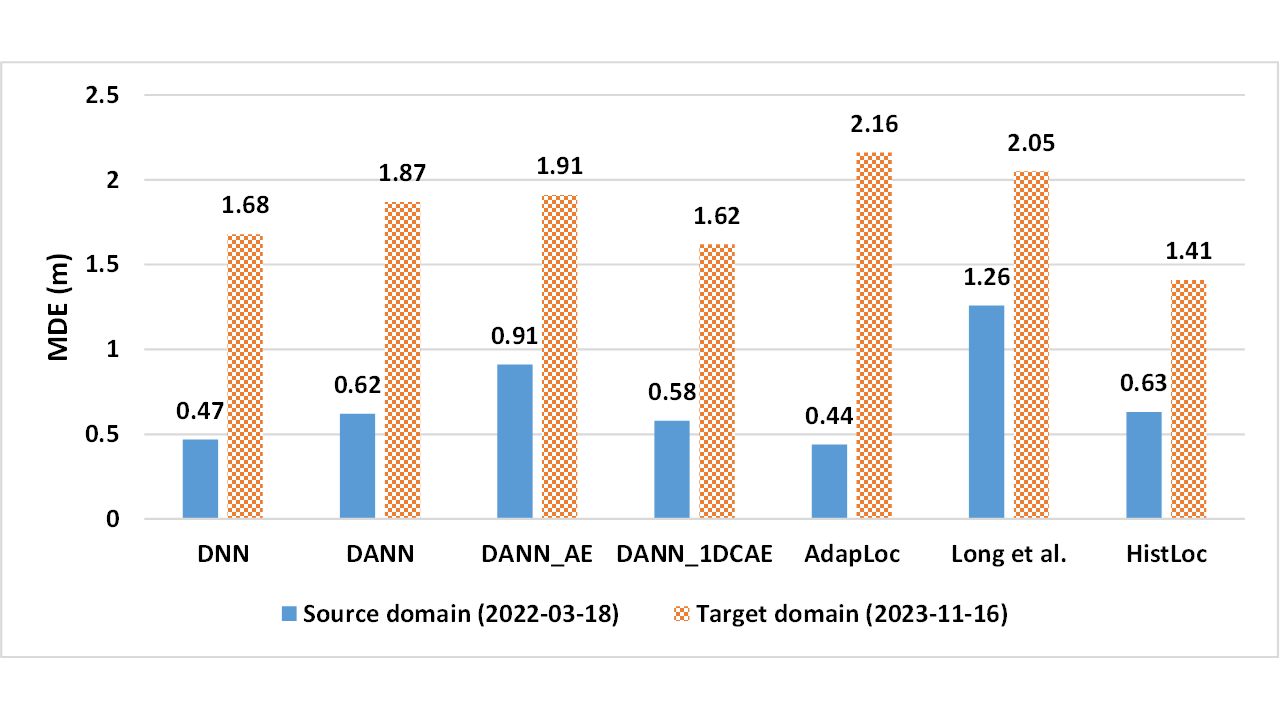 2.5
2
1.5
1
0.5
0
MDE (m)
0.47
1.68
0.62
1.87
0.91
1.91
0.58
1.62
0.44
2.16
1.26
2.05
0.63
1.41
DNN
DANN
DANN_AE
DANN_1DCAE
AdapLoc
Long et al.
HistLoc
Source domain (2022-03-18)
Target domain (2023-11-16)